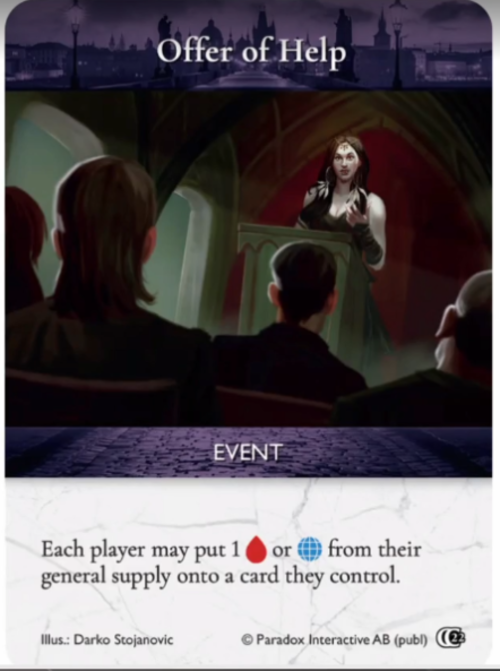 Offer of Help
EVENT
Each player may put 1 or from their
general supply onto a card they control.
Illus.: Darko Stojanovic © Paradox Interactive AB (publ)